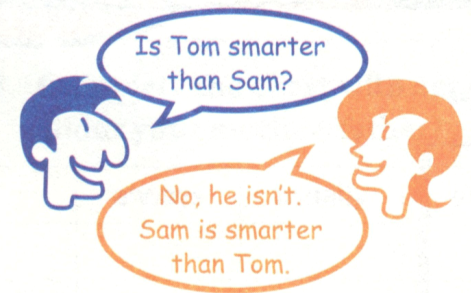 Is Tom smarter
than Sam?
No, he isn't.
Sam is smarter
than Tom.